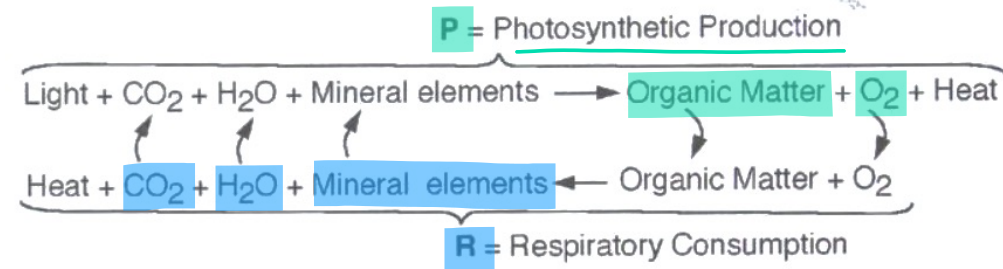 P = Photosynthetic Production
Light + CO₂ + H₂O + Mineral elements → Organic Matter + O₂ + Heat
Heat + CO₂ + H₂O + Mineral elements ← Organic Matter + O₂
R = Respiratory Consumption